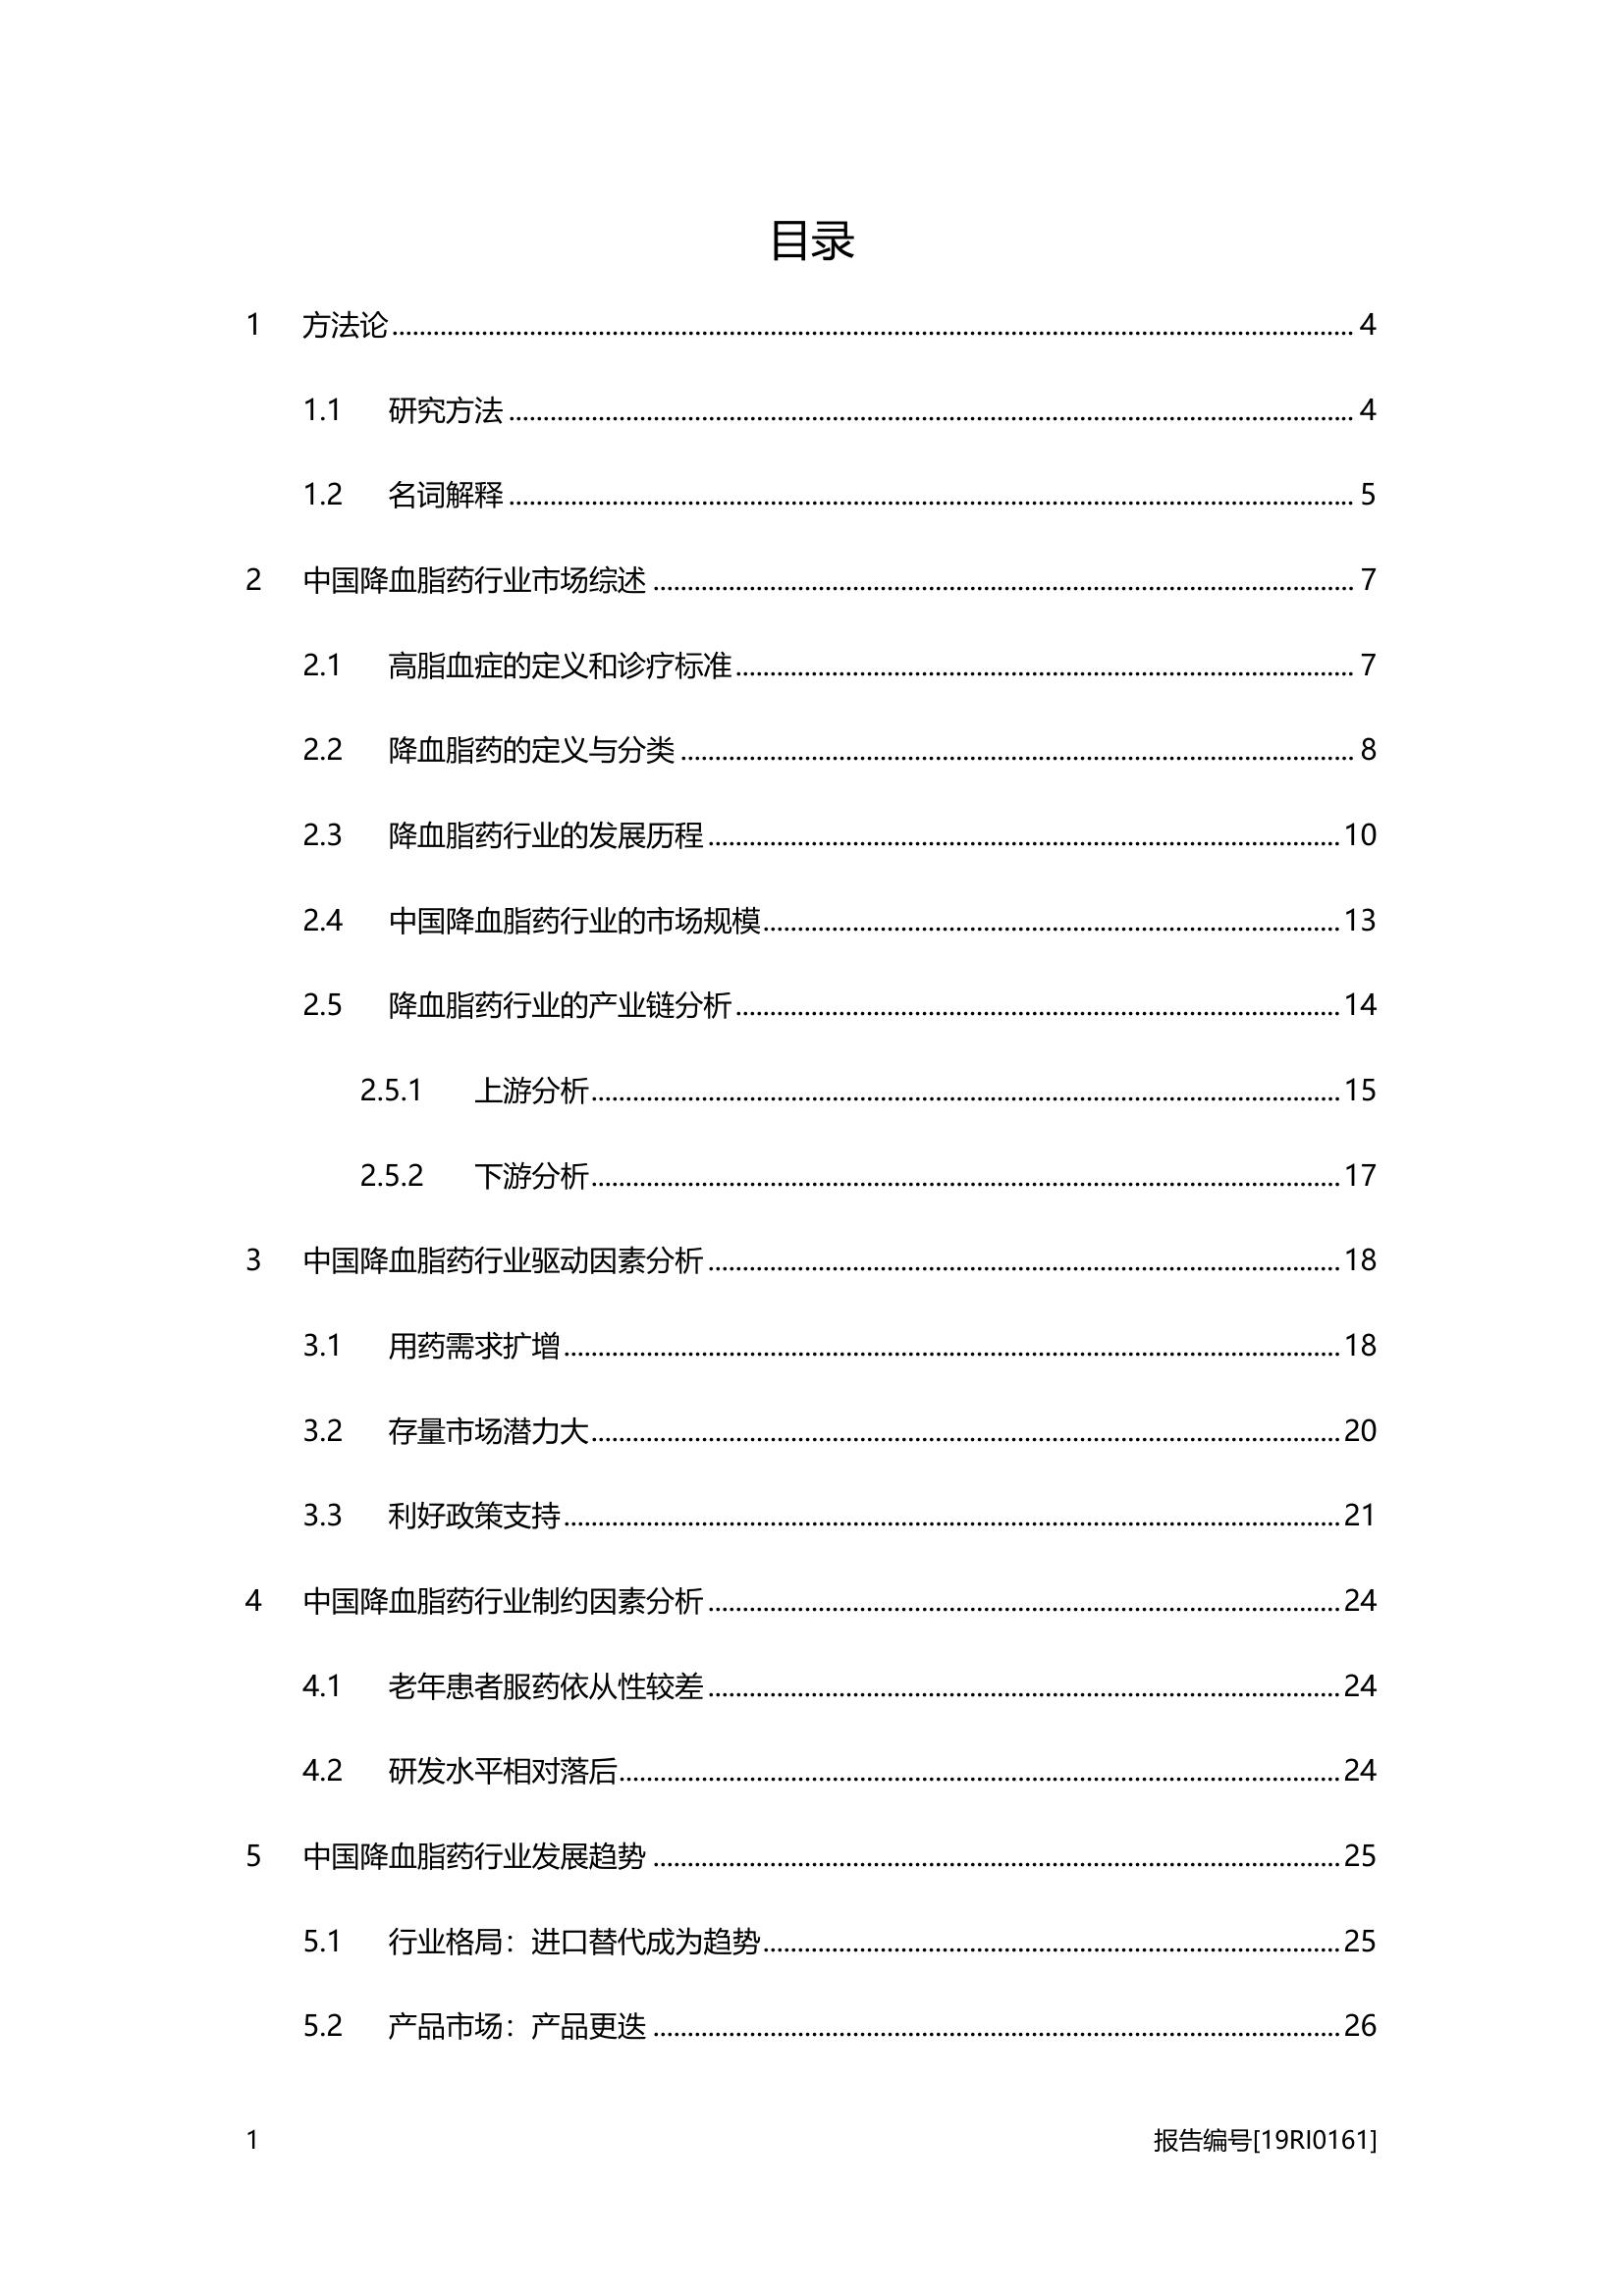 目录
1 方法论 4
1.1 研究方法 4
1.2 名词解释 5
2 中国降血脂药行业市场综述 7
2.1 高脂血症的定义和诊疗标准 7
2.2 降血脂药的定义与分类 8
2.3 降血脂药行业的发展历程 10
2.4 中国降血脂药行业的市场规模 13
2.5 降血脂药行业的产业链分析 14
2.5.1 上游分析 15
2.5.2 下游分析 17
3 中国降血脂药行业驱动因素分析 18
3.1 用药需求扩增 18
3.2 存量市场潜力大 20
3.3 利好政策支持 21
4 中国降血脂药行业制约因素分析 24
4.1 老年患者服药依从性较差 24
4.2 研发水平相对落后 24
5 中国降血脂药行业发展趋势 25
5.1 行业格局：进口替代成为趋势 25
5.2 产品市场：产品更迭 26
1 报告编号[19RI0161]